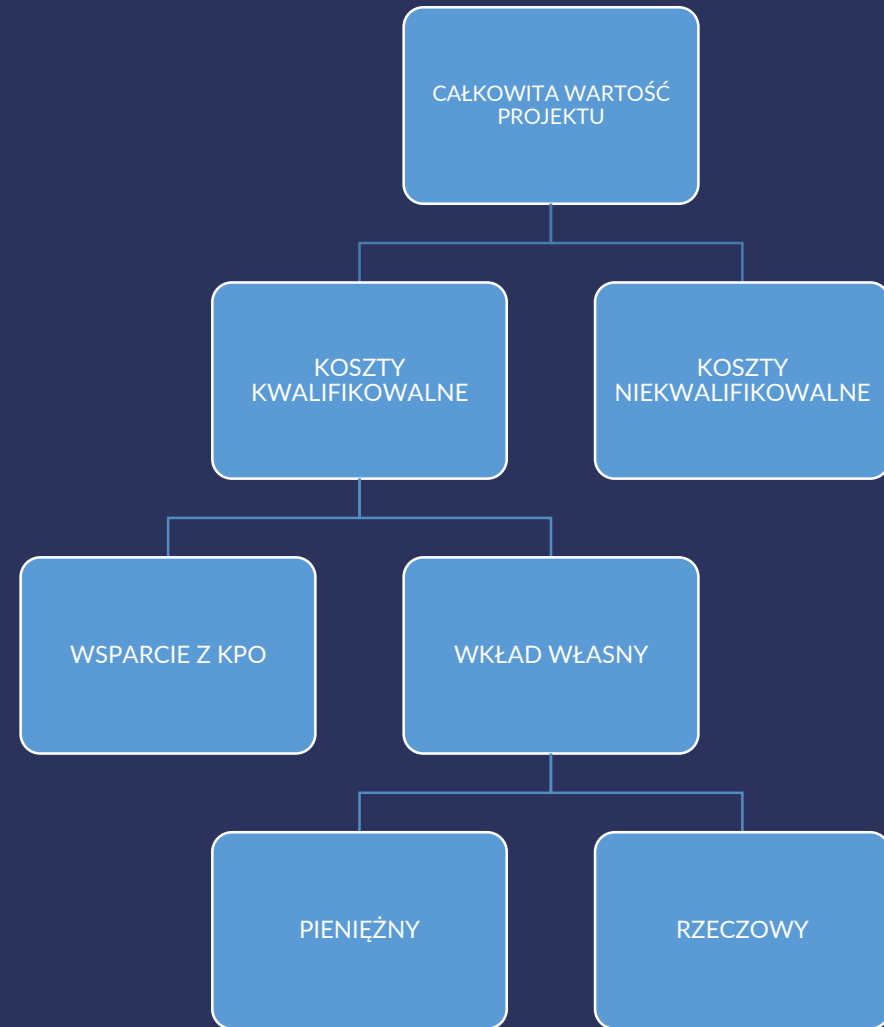 CAŁKOWITA WARTOŚĆ
PROJEKTU
KOSZTY
KWALIFIKOWALNE
KOSZTY
NIEKWALIFIKOWALNE
WSPARCIE Z KPO
WKŁAD WŁASNY
PIENIĘŻNY
RZECZOWY